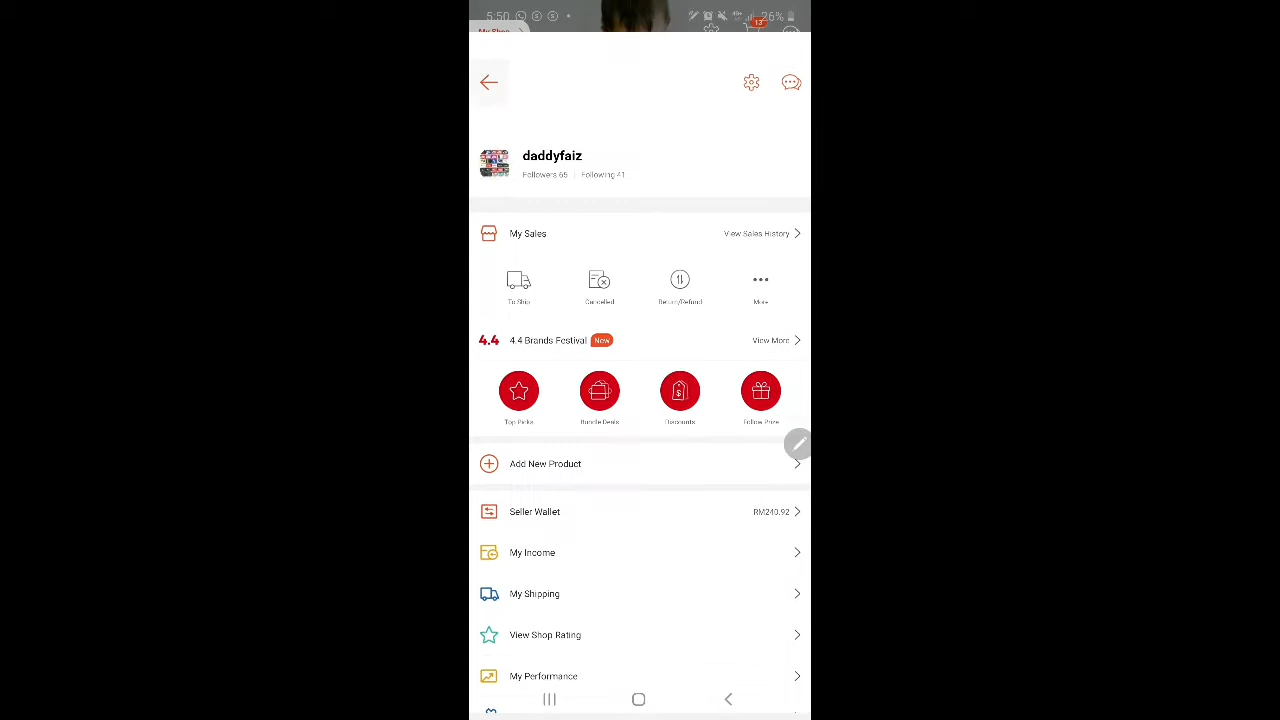 5:50
26%
My Shop
13
daddyfaiz
Followers 65 | Following 41
My Sales
View Sales History
To Ship
Cancelled
Return/Refund
More
4.4
4.4 Brands Festival
New
View More
Top Picks
Bundle Deals
Discounts
Follow Prize
Add New Product
Seller Wallet
RM240.92
My Income
My Shipping
View Shop Rating
My Performance